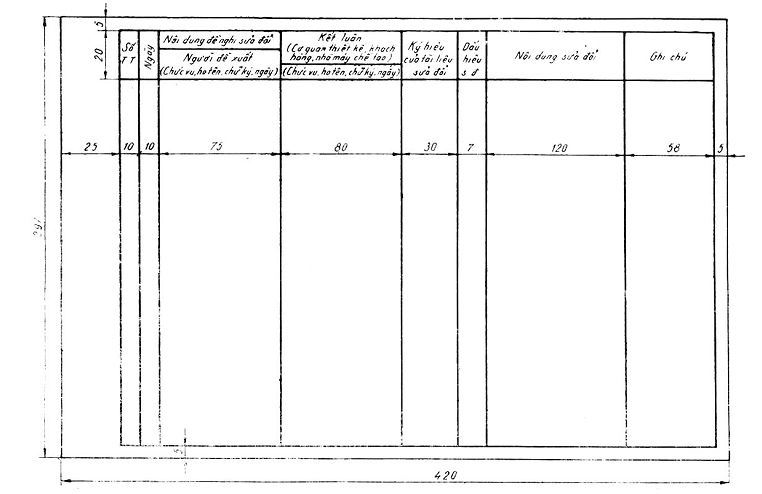 5
20
Số
TT
Ngày
Nội dung đề nghị sửa đổi
Người đề xuất
(Chức vụ, họ tên, chữ ký, ngày)
Kết luận
(Cơ quan thiết kế, khách
hàng, nhà máy chế tạo)
(Chức vụ, họ tên, chữ ký, ngày)
Ký hiệu
của tài liệu
sửa đổi
Dấu
hiệu
s đ
Nội dung sửa đổi
Ghi chú
25 10 10 75 80 30 7 120 58 5
297
5
420